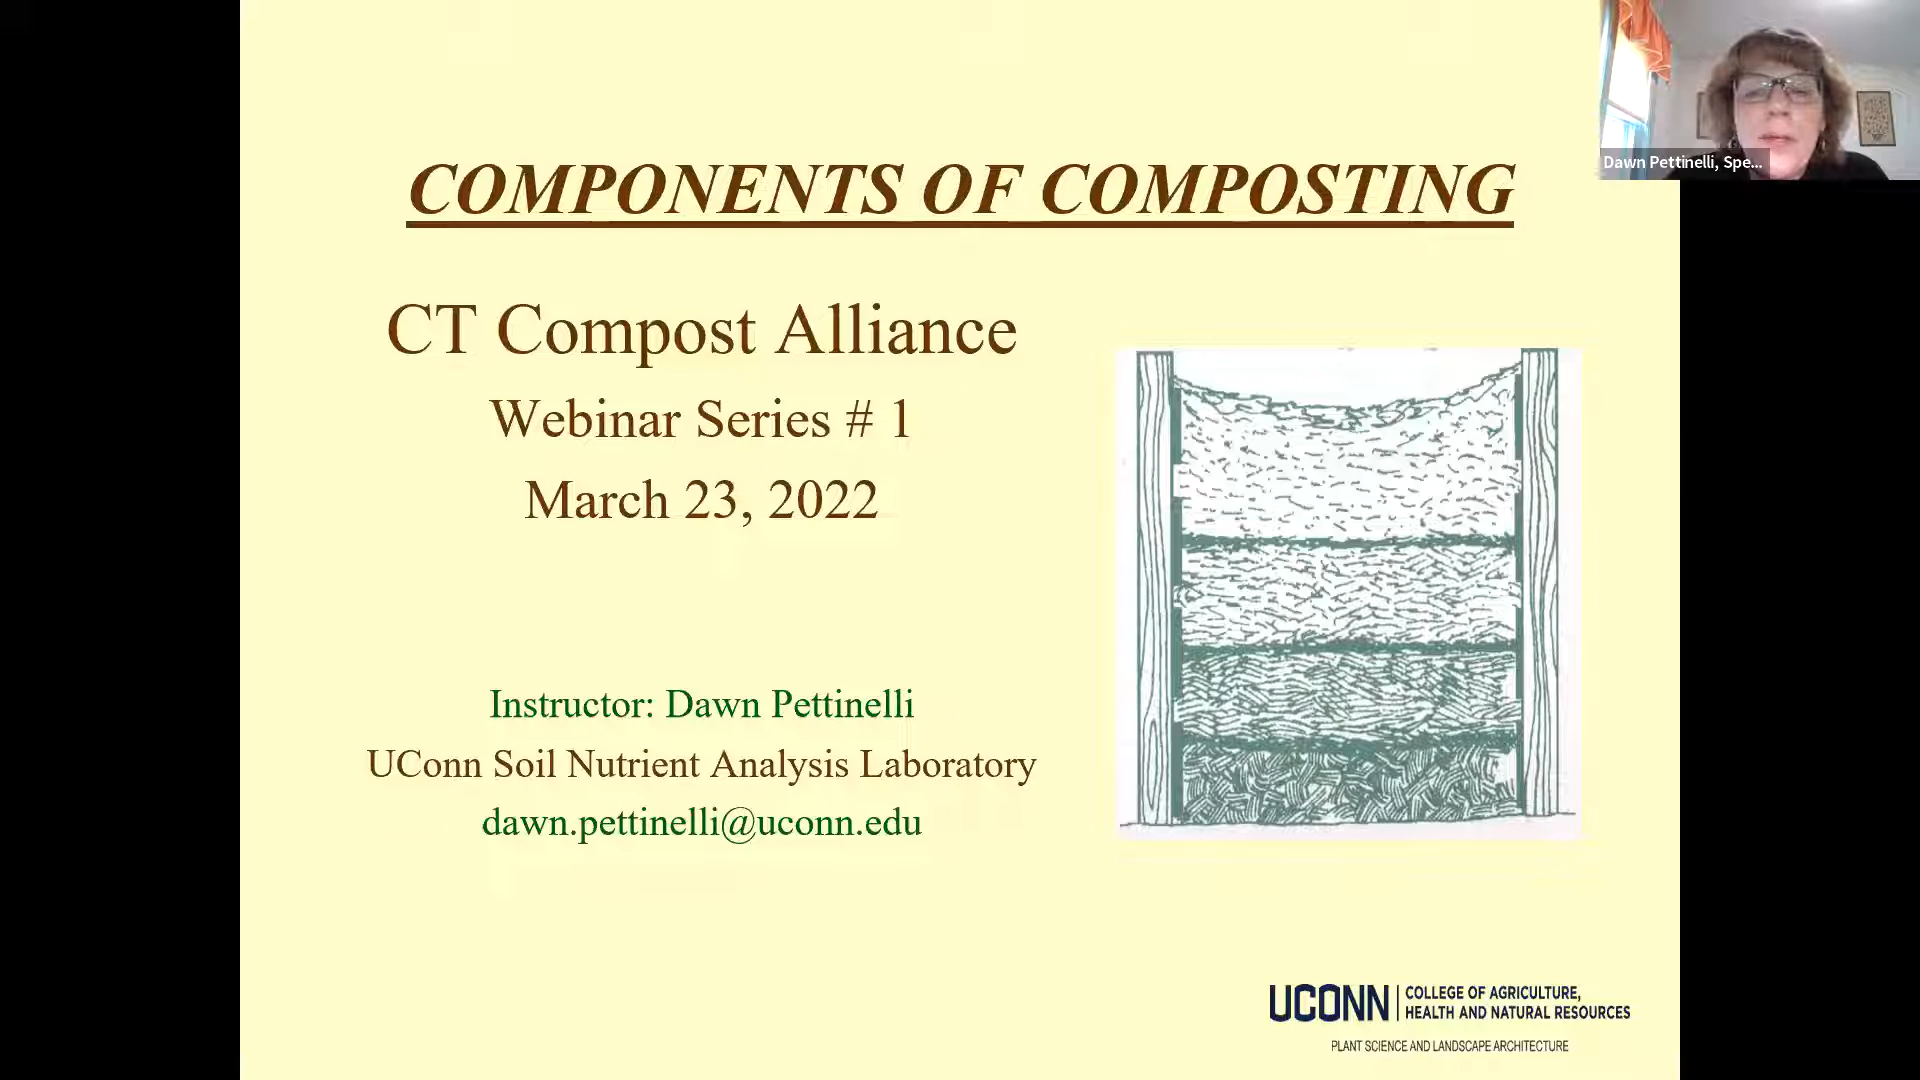 COMPONENTS OF COMPOSTING
CT Compost Alliance
Webinar Series # 1
March 23, 2022
Instructor: Dawn Pettinelli
UConn Soil Nutrient Analysis Laboratory
dawn.pettinelli@uconn.edu
Dawn Pettinelli, Spe...
UCONN
COLLEGE OF AGRICULTURE,
HEALTH AND NATURAL RESOURCES
PLANT SCIENCE AND LANDSCAPE ARCHITECTURE